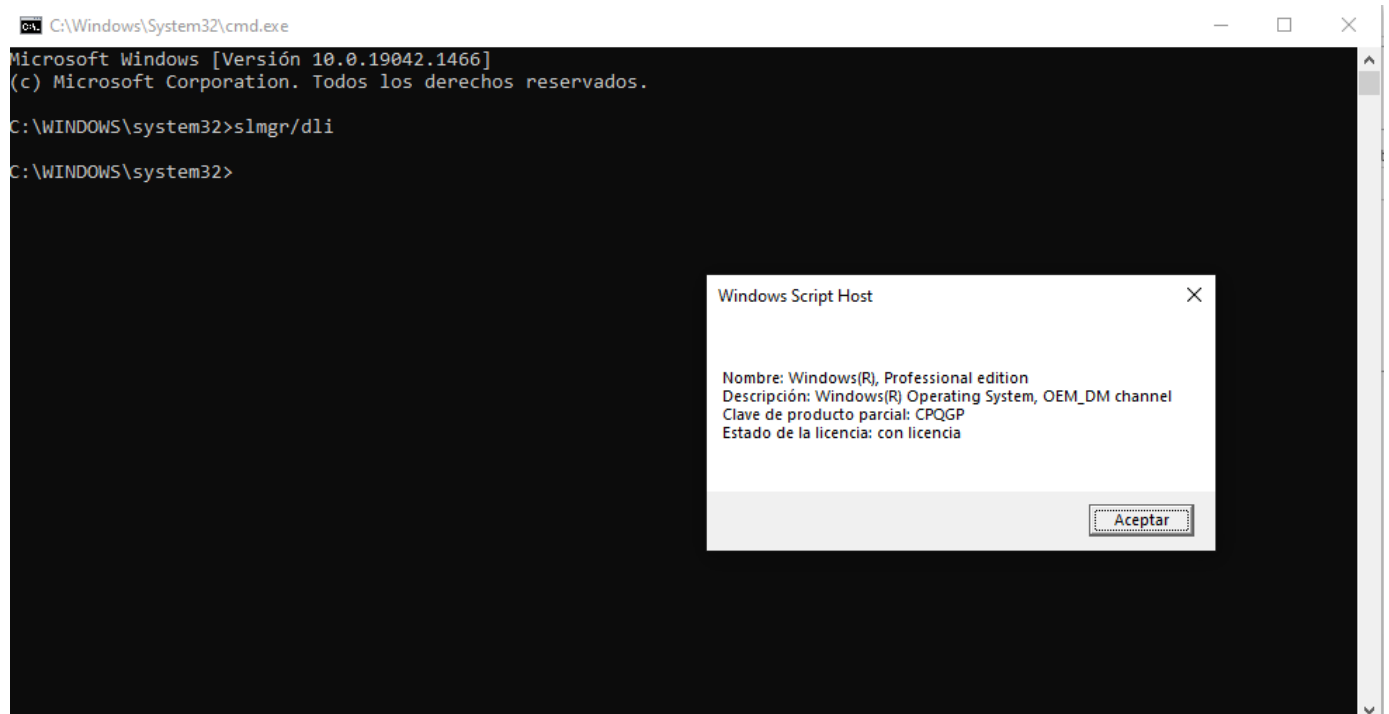 C:\Windows\System32\cmd.exe
Microsoft Windows [Versión 10.0.19042.1466]
(c) Microsoft Corporation. Todos los derechos reservados.
C:\WINDOWS\system32>slmgr/dli
C:\WINDOWS\system32>
Windows Script Host
Nombre: Windows(R), Professional edition
Descripción: Windows(R) Operating System, OEM_DM channel
Clave de producto parcial: CPQGP
Estado de la licencia: con licencia
Aceptar